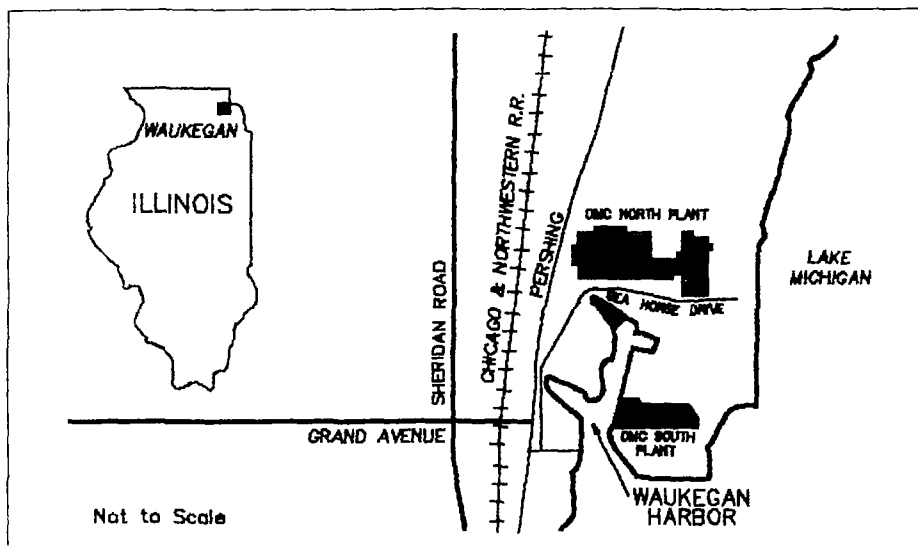 WAUKEGAN
ILLINOIS
Not to Scale
SHERIDAN ROAD
GRAND AVENUE
CHICAGO & NORTHWESTERN R.R.
PERSHING
OMC NORTH PLANT
SEA HORSE DRIVE
LAKE
MICHIGAN
OMC SOUTH
PLANT
WAUKEGAN
HARBOR